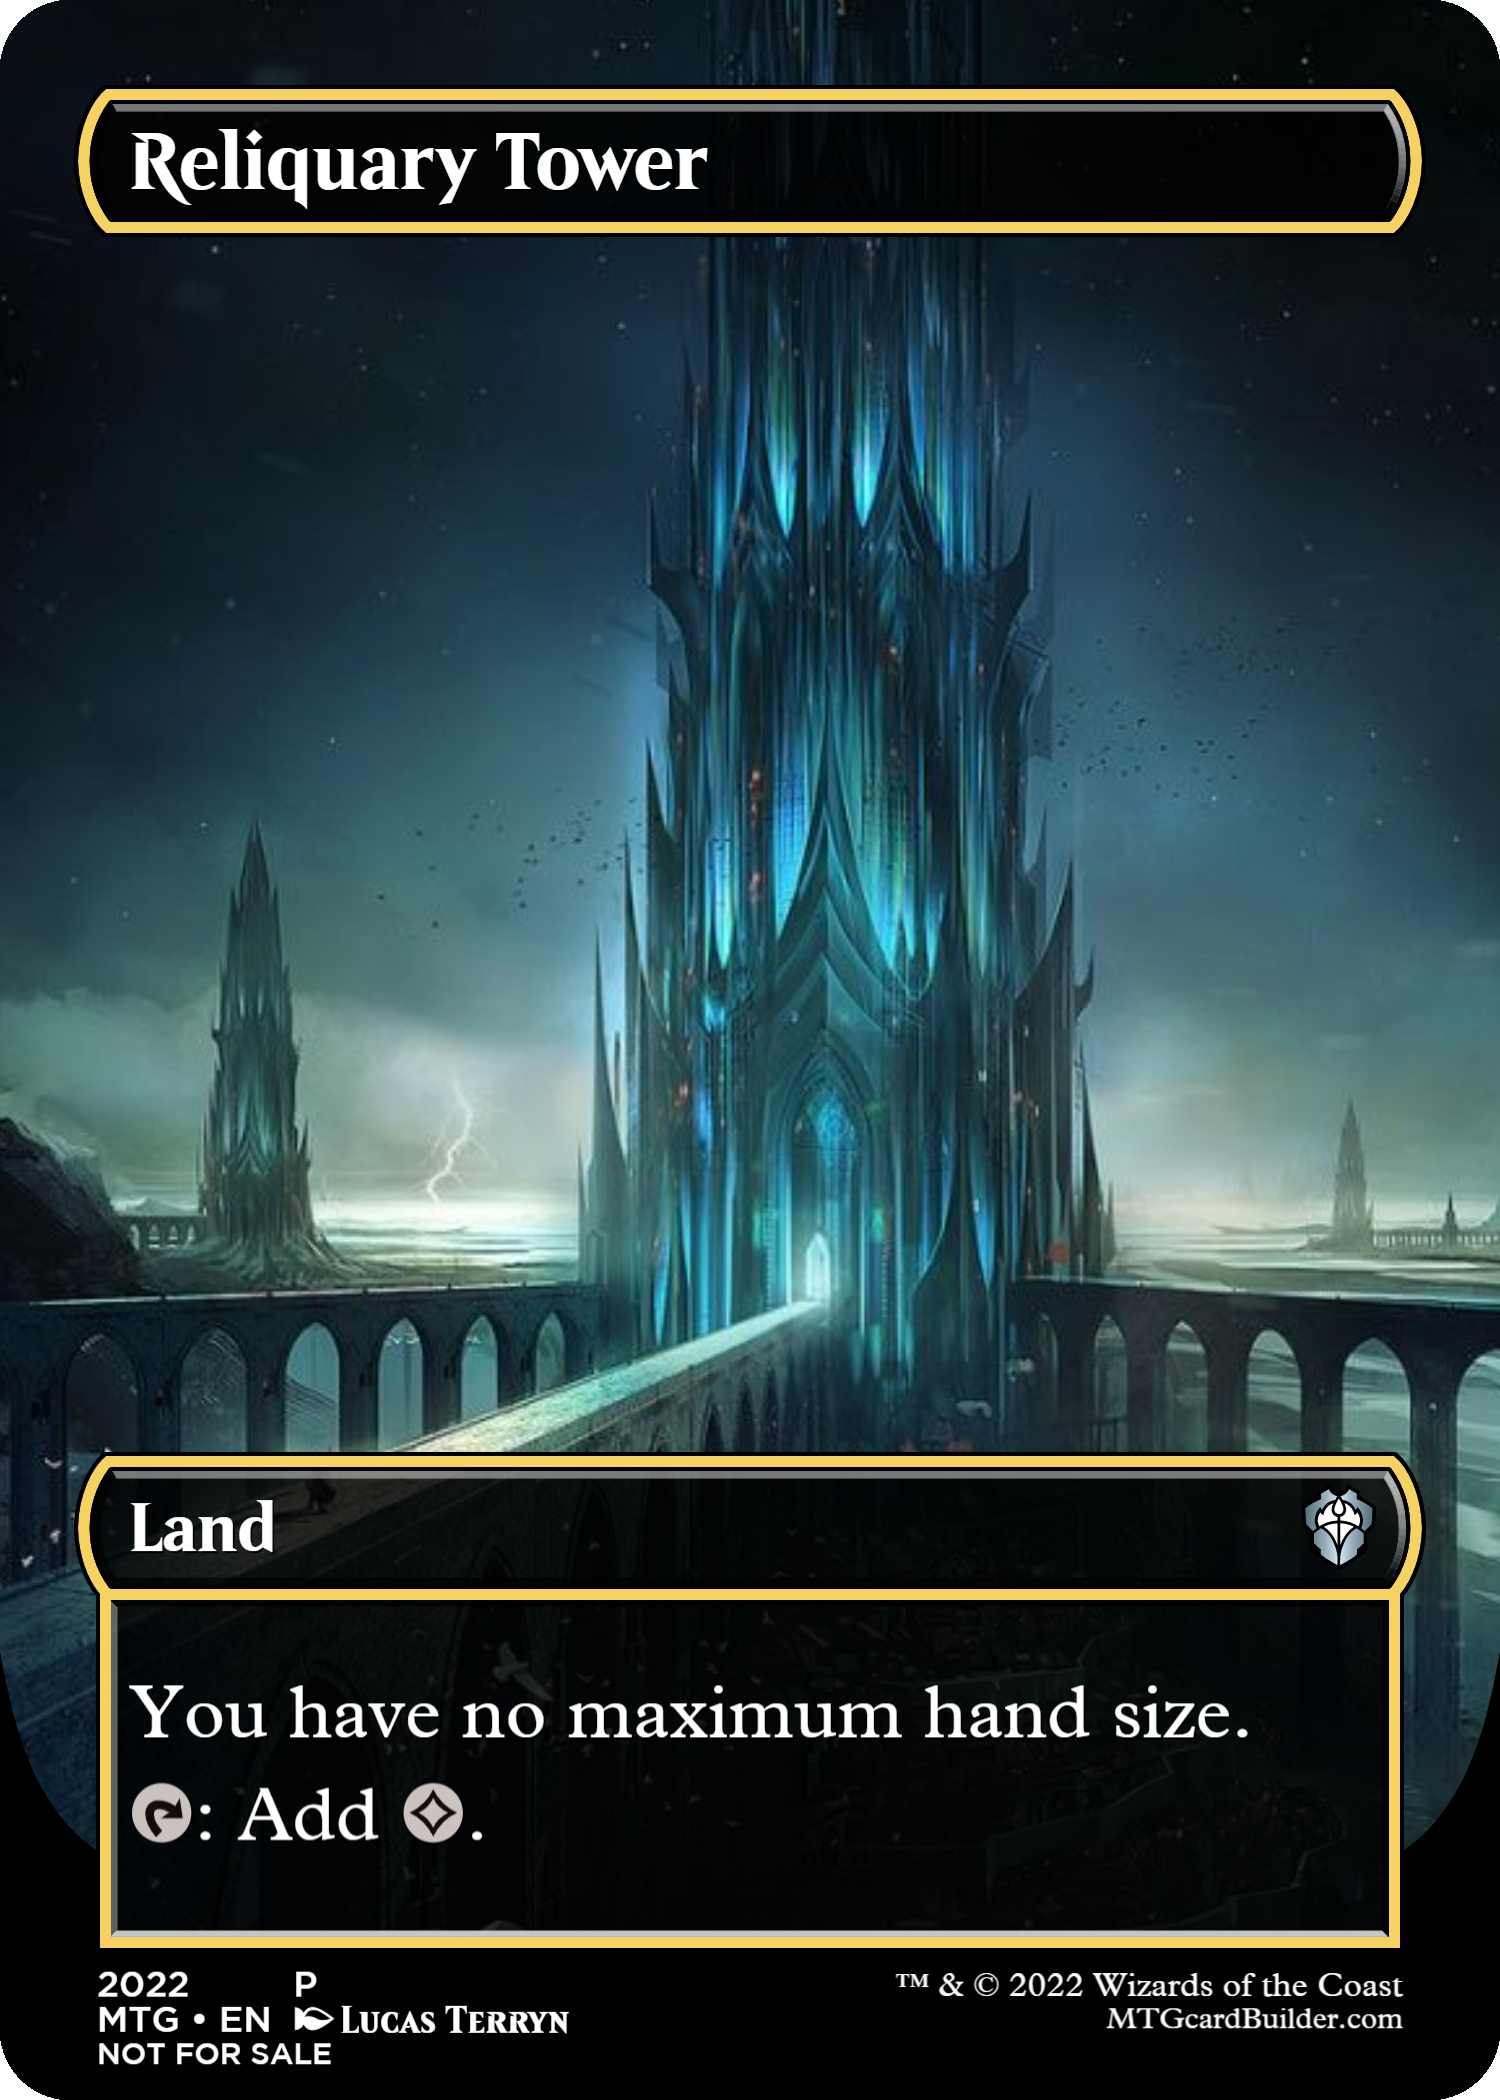 Reliquary Tower
Land
You have no maximum hand size.
: Add .
2022 P
MTG • EN LUCAS TERRYN
NOT FOR SALE
™ & © 2022 Wizards of the Coast
MTGcardBuilder.com